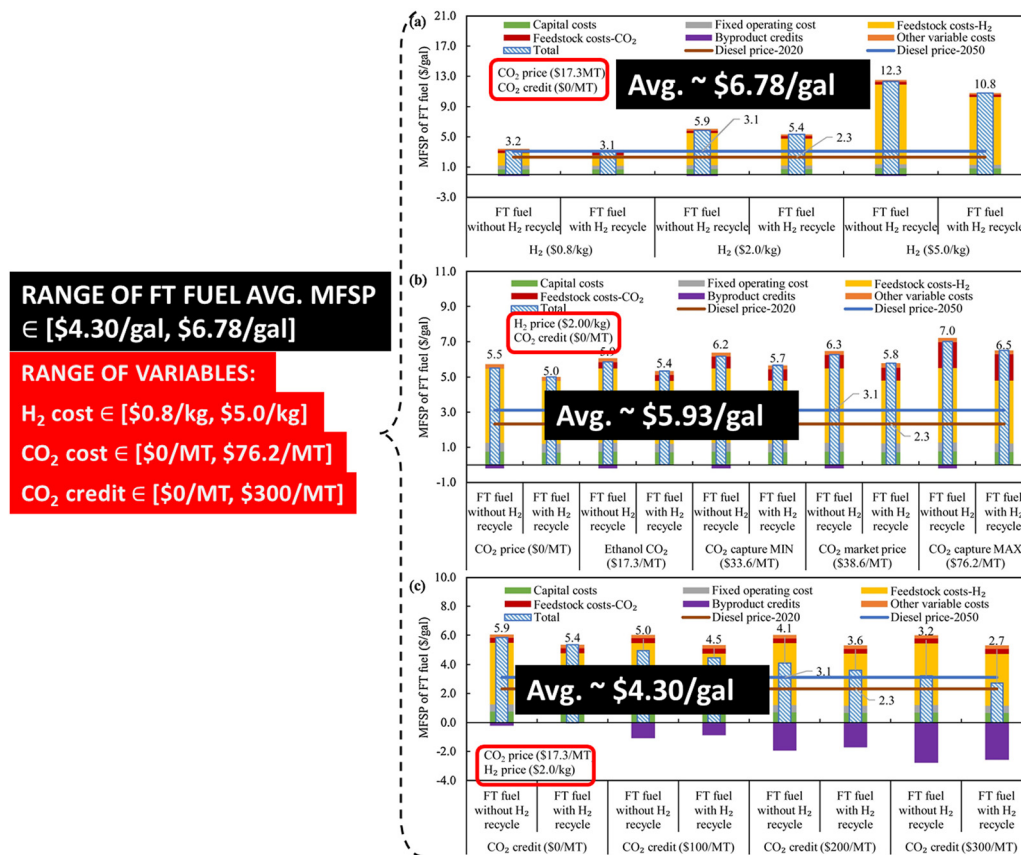 RANGE OF FT FUEL AVG. MFSP
∈ [$4.30/gal, $6.78/gal]
RANGE OF VARIABLES:
H₂ cost ∈ [$0.8/kg, $5.0/kg]
CO₂ cost ∈ [$0/MT, $76.2/MT]
CO₂ credit ∈ [$0/MT, $300/MT]
(a)
MFSP of FT fuel ($/gal)
21.0
17.0
13.0
9.0
5.0
1.0
-3.0
Capital costs
Fixed operating cost
Feedstock costs-H₂
Feedstock costs-CO₂
Byproduct credits
Other variable costs
Total
Diesel price-2020
Diesel price-2050
CO₂ price ($17.3MT)
CO₂ credit ($0/MT)
Avg. ~ $6.78/gal
3.2
3.1
5.9
3.1
5.4
2.3
12.3
10.8
FT fuel without H₂ recycle
FT fuel with H₂ recycle
FT fuel without H₂ recycle
FT fuel with H₂ recycle
FT fuel without H₂ recycle
FT fuel with H₂ recycle
H₂ ($0.8/kg)
H₂ ($2.0/kg)
H₂ ($5.0/kg)
(b)
MFSP of FT fuel ($/gal)
11.0
9.0
7.0
5.0
3.0
1.0
-1.0
Capital costs
Fixed operating cost
Feedstock costs-H₂
Feedstock costs-CO₂
Byproduct credits
Other variable costs
Total
Diesel price-2020
Diesel price-2050
H₂ price ($2.00/kg)
CO₂ credit ($0/MT)
Avg. ~ $5.93/gal
5.5
5.0
5.9
5.4
6.2
5.7
6.3
5.8
7.0
6.5
3.1
2.3
FT fuel without H₂ recycle
FT fuel with H₂ recycle
FT fuel without H₂ recycle
FT fuel with H₂ recycle
FT fuel without H₂ recycle
FT fuel with H₂ recycle
FT fuel without H₂ recycle
FT fuel with H₂ recycle
FT fuel without H₂ recycle
FT fuel with H₂ recycle
CO₂ price ($0/MT)
Ethanol CO₂ ($17.3/MT)
CO₂ capture MIN ($33.6/MT)
CO₂ market price ($38.6/MT)
CO₂ capture MAX ($76.2/MT)
(c)
MFSP of FT fuel ($/gal)
10.0
8.0
6.0
4.0
2.0
0.0
-2.0
-4.0
Capital costs
Fixed operating cost
Feedstock costs-H₂
Feedstock costs-CO₂
Byproduct credits
Other variable costs
Total
Diesel price-2020
Diesel price-2050
5.9
5.4
5.0
4.5
4.1
3.6
3.2
2.7
3.1
2.3
Avg. ~ $4.30/gal
CO₂ price ($17.3/MT
H₂ price ($2.0/kg)
FT fuel without H₂ recycle
FT fuel with H₂ recycle
FT fuel without H₂ recycle
FT fuel with H₂ recycle
FT fuel without H₂ recycle
FT fuel with H₂ recycle
FT fuel without H₂ recycle
FT fuel with H₂ recycle
CO₂ credit ($0/MT)
CO₂ credit ($100/MT)
CO₂ credit ($200/MT)
CO₂ credit ($300/MT)